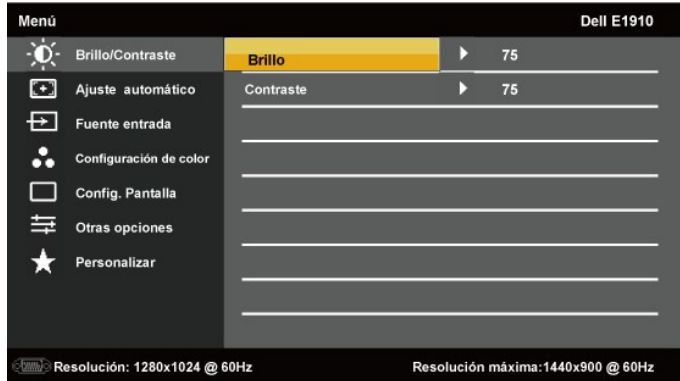 Menú Dell E1910
Brillo/Contraste Brillo 75
Ajuste automático Contraste 75
Fuente entrada
Configuración de color
Config. Pantalla
Otras opciones
Personalizar
Resolución: 1280x1024 @ 60Hz Resolución máxima:1440x900 @ 60Hz